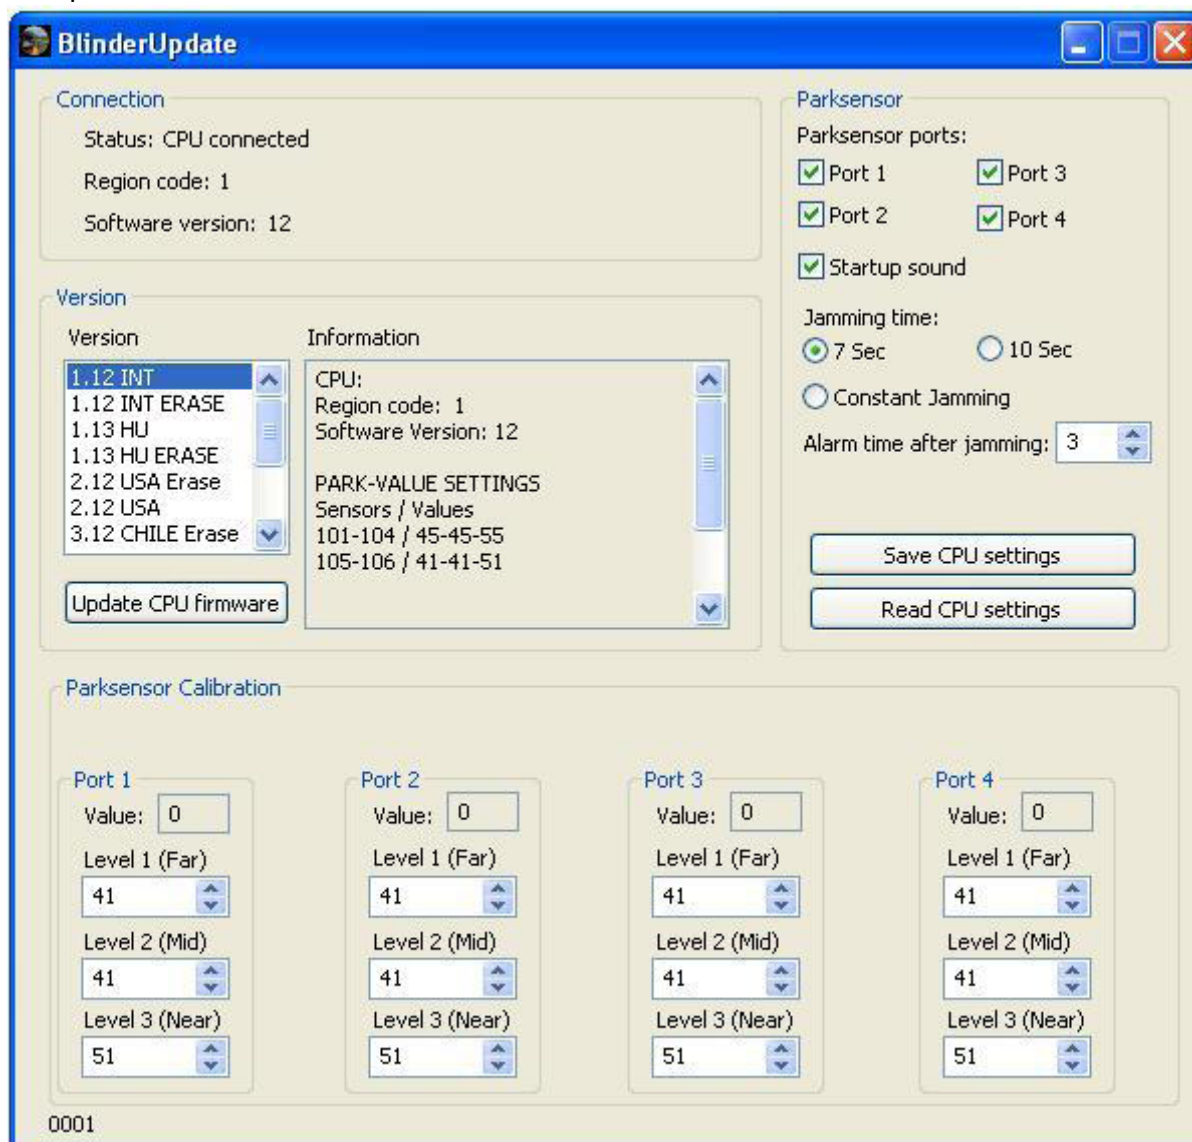 BlinderUpdate
Connection
Status: CPU connected
Region code: 1
Software version: 12
Version
Version
1.12 INT
1.12 INT ERASE
1.13 HU
1.13 HU ERASE
2.12 USA Erase
2.12 USA
3.12 CHILE Erase
Update CPU firmware
Information
CPU:
Region code: 1
Software Version: 12
PARK-VALUE SETTINGS
Sensors / Values
101-104 / 45-45-55
105-106 / 41-41-51
Parksensor
Parksensor ports:
Port 1 Port 3
Port 2 Port 4
Startup sound
Jamming time:
7 Sec 10 Sec
Constant Jamming
Alarm time after jamming: 3
Save CPU settings
Read CPU settings
Parksensor Calibration
Port 1
Value: 0
Level 1 (Far)
41
Level 2 (Mid)
41
Level 3 (Near)
51
Port 2
Value: 0
Level 1 (Far)
41
Level 2 (Mid)
41
Level 3 (Near)
51
Port 3
Value: 0
Level 1 (Far)
41
Level 2 (Mid)
41
Level 3 (Near)
51
Port 4
Value: 0
Level 1 (Far)
41
Level 2 (Mid)
41
Level 3 (Near)
51
0001